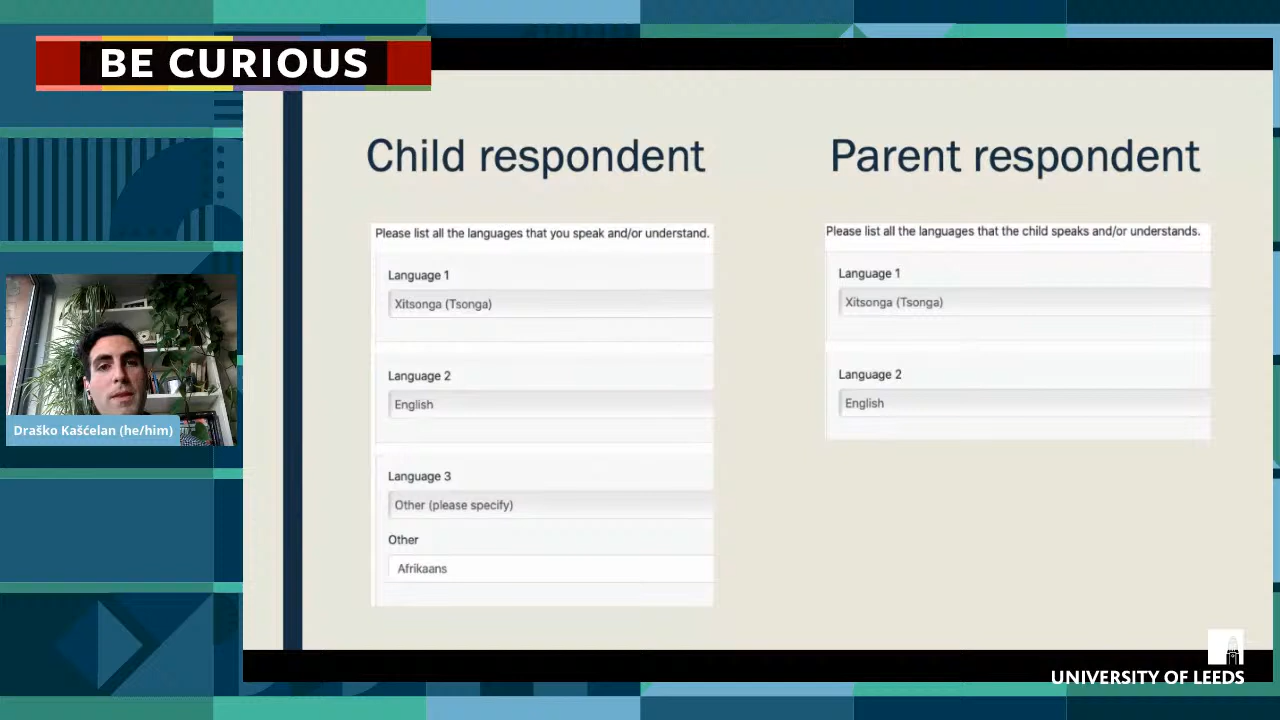 BE CURIOUS
Child respondent
Please list all the languages that you speak and/or understand.
Language 1
Xitsonga (Tsonga)
Language 2
English
Language 3
Other (please specify)
Other
Afrikaans
Parent respondent
Please list all the languages that the child speaks and/or understands.
Language 1
Xitsonga (Tsonga)
Language 2
English
Draško Kašćelan (he/him)
UNIVERSITY OF LEEDS